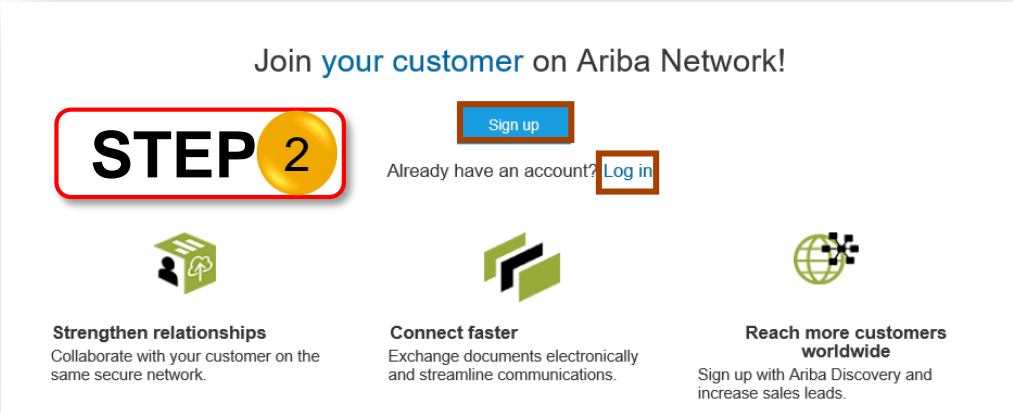 Join your customer on Ariba Network!
Sign up
STEP 2
Already have an account? Log in
Strengthen relationships
Collaborate with your customer on the
same secure network.
Connect faster
Exchange documents electronically
and streamline communications.
Reach more customers
worldwide
Sign up with Ariba Discovery and
increase sales leads.